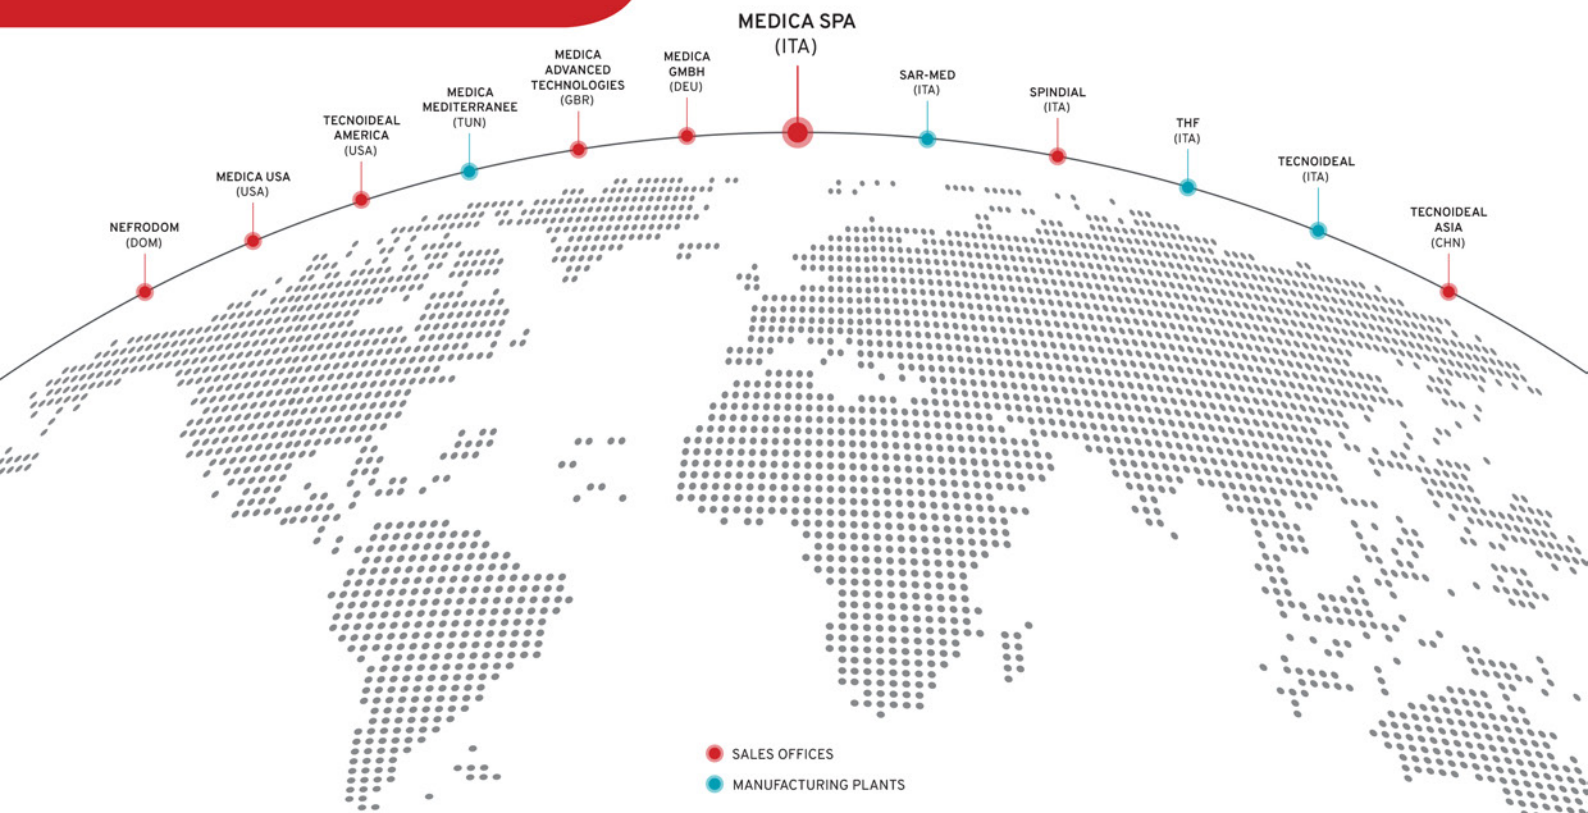 MEDICA SPA
(ITA)
NEFRODOM
(DOM)
MEDICA USA
(USA)
TECNOIDEAL
AMERICA
(USA)
MEDICA
MEDITERRANEE
(TUN)
MEDICA
ADVANCED
TECHNOLOGIES
(GBR)
MEDICA
GMBH
(DEU)
SAR-MED
(ITA)
SPINDIAL
(ITA)
THF
(ITA)
TECNOIDEAL
(ITA)
TECNOIDEAL
ASIA
(CHN)
SALES OFFICES
MANUFACTURING PLANTS